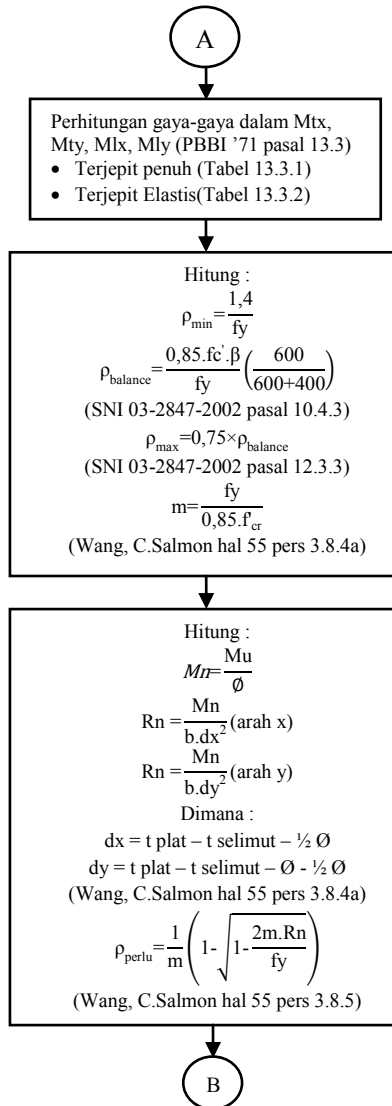 A
Perhitungan gaya-gaya dalam Mtx,
Mty, Mlx, Mly (PBBI ’71 pasal 13.3)
• Terjepit penuh (Tabel 13.3.1)
• Terjepit Elastis(Tabel 13.3.2)
Hitung :
ρmin=1,4/fy
ρbalance=0,85.fc'.β/fy (600/600+400)
(SNI 03-2847-2002 pasal 10.4.3)
ρmax=0,75×ρbalance
(SNI 03-2847-2002 pasal 12.3.3)
m=fy/0,85.f'cr
(Wang, C.Salmon hal 55 pers 3.8.4a)
Hitung :
Mn=Mu/Ø
Rn =Mn/b.dx²(arah x)
Rn =Mn/b.dy²(arah y)
Dimana :
dx = t plat – t selimut – ½ Ø
dy = t plat – t selimut – Ø - ½ Ø
(Wang, C.Salmon hal 55 pers 3.8.4a)
ρperlu=1/m(1-√1-2m.Rn/fy)
(Wang, C.Salmon hal 55 pers 3.8.5)
B